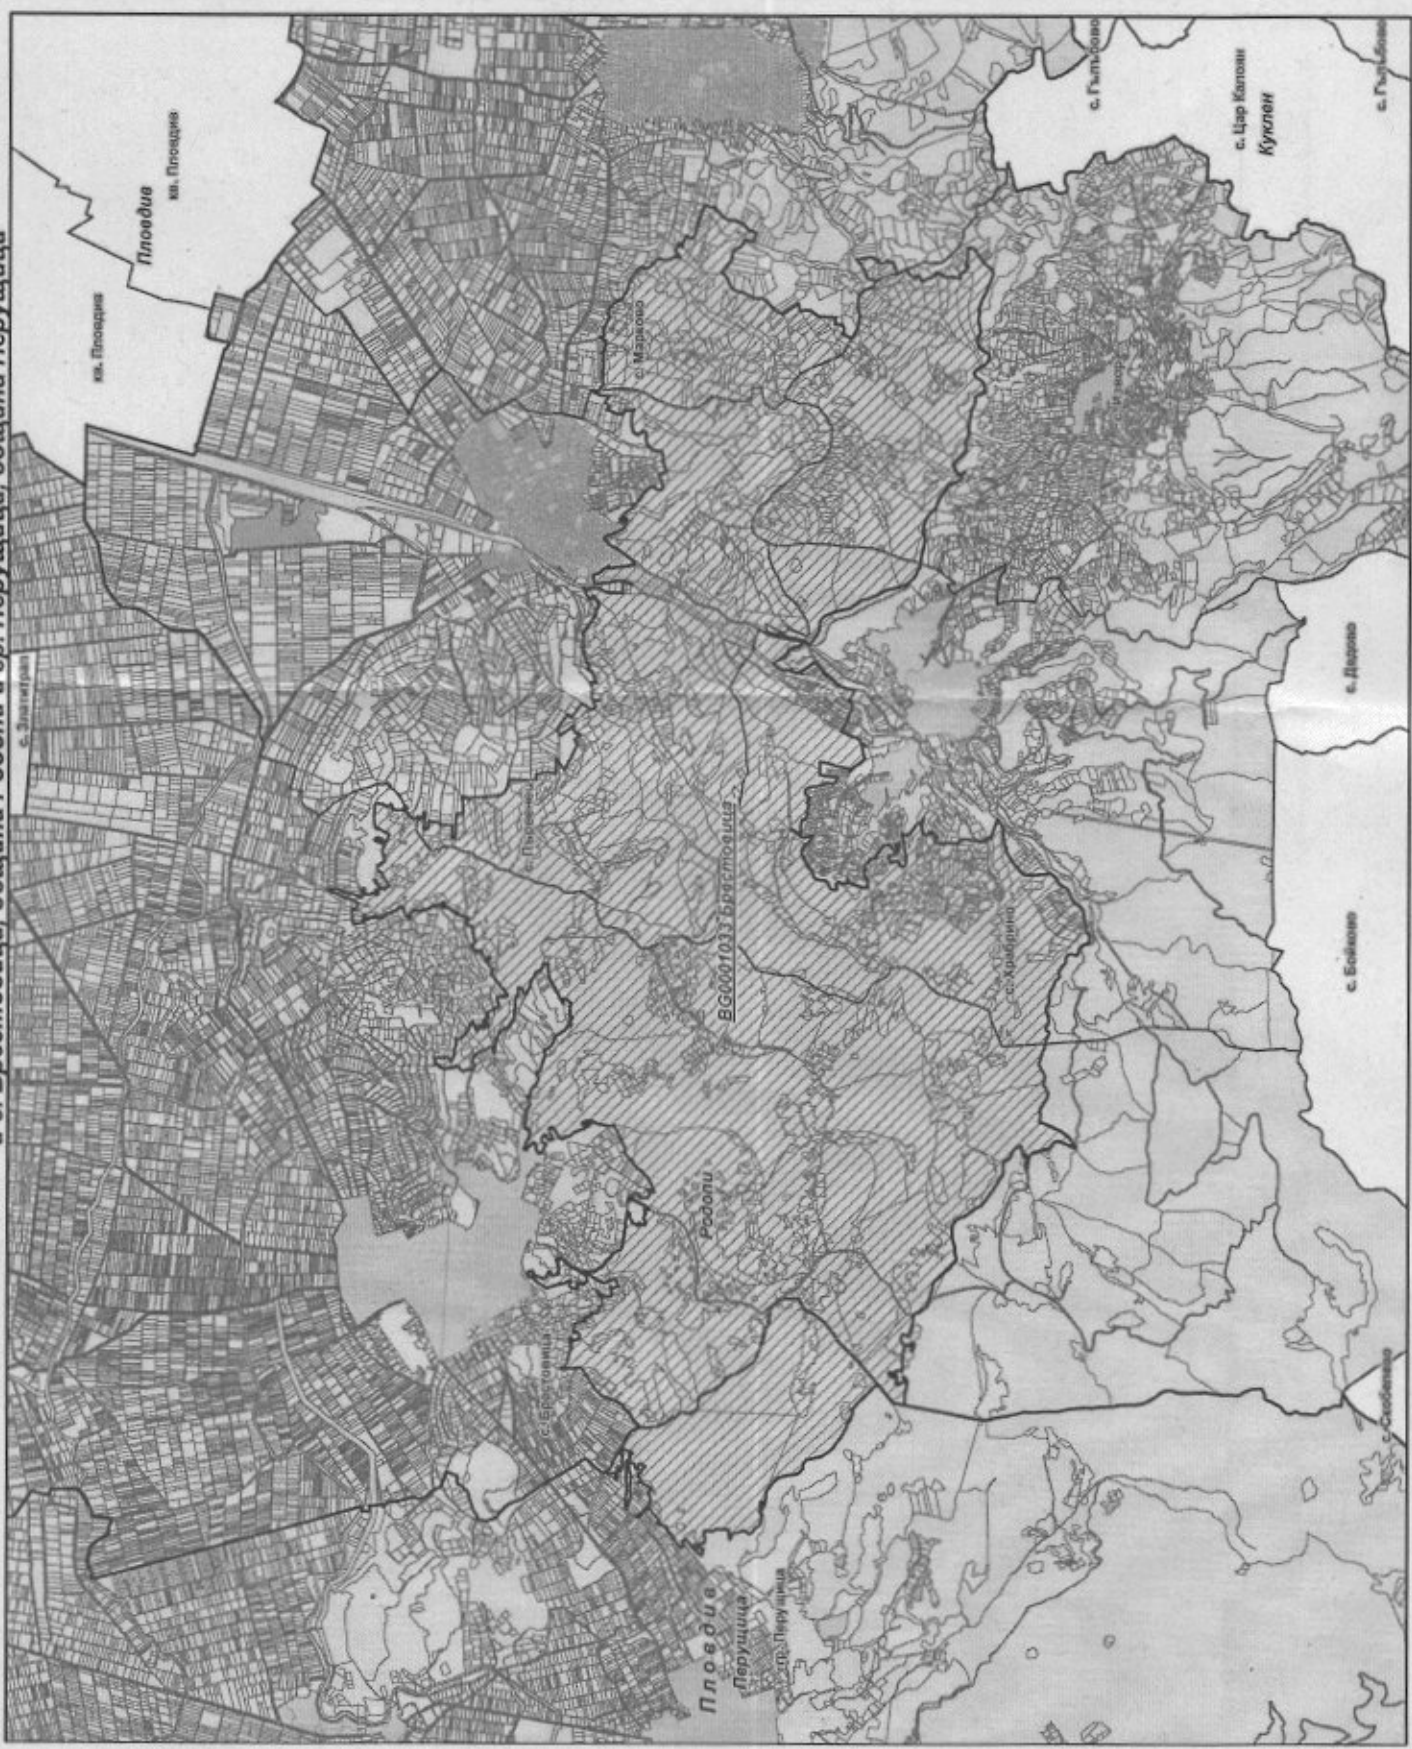 с. Златитрап
кв. Пловдив
Пловдив
кв. Пловдив
с. Марково
с. Брестовица
Родопи
BG0001033 Брестовица
с. Храбрино
Пловдив
Перущица
гр. Перущица
с. Гълъбово
с. Цар Калоян
Куклен
с. Гълъбово
с. Дедово
с. Бойково